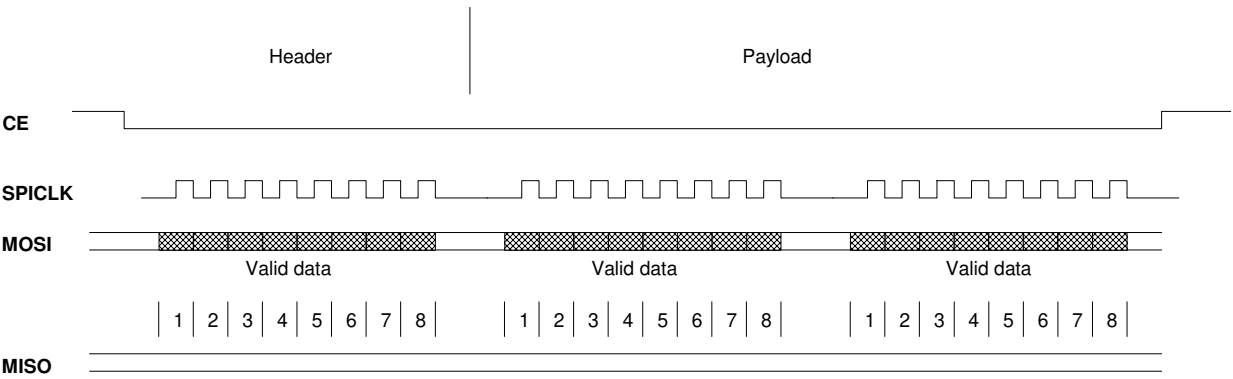 Header Payload
CE
SPICLK
MOSI
Valid data Valid data Valid data
1 2 3 4 5 6 7 8 1 2 3 4 5 6 7 8 1 2 3 4 5 6 7 8
MISO